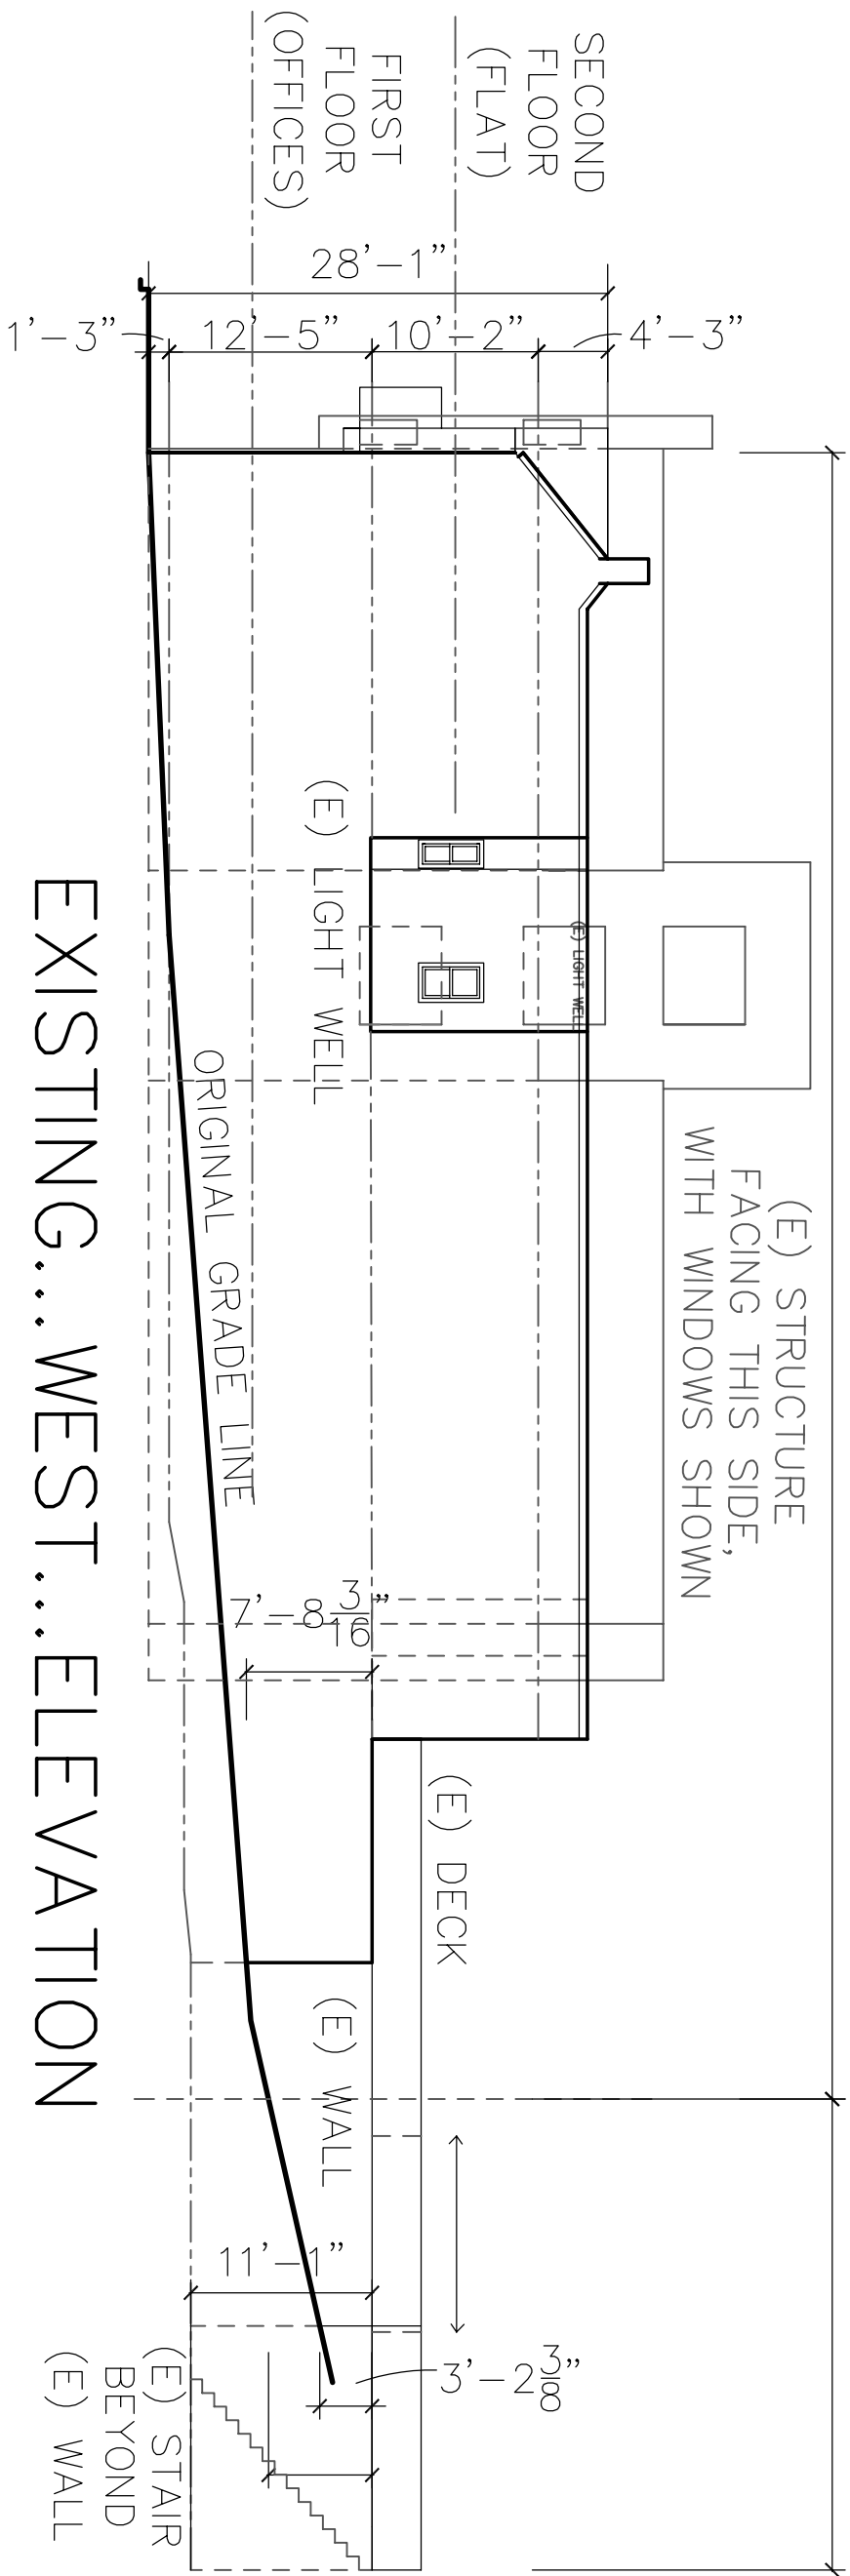 SECOND
FLOOR
(FLAT)
FIRST
FLOOR
(OFFICES)
28'-1"
1'-3"
12'-5"
10'-2"
4'-3"
(E) LIGHT WELL
(E) LIGHT WELL
ORIGINAL GRADE LINE
(E) STRUCTURE
FACING THIS SIDE,
WITH WINDOWS SHOWN
7'-8 3/16"
(E) DECK
(E) WALL
11'-1"
3'-2 3/8"
(E) STAIR
BEYOND
(E) WALL
EXISTING...WEST...ELEVATION